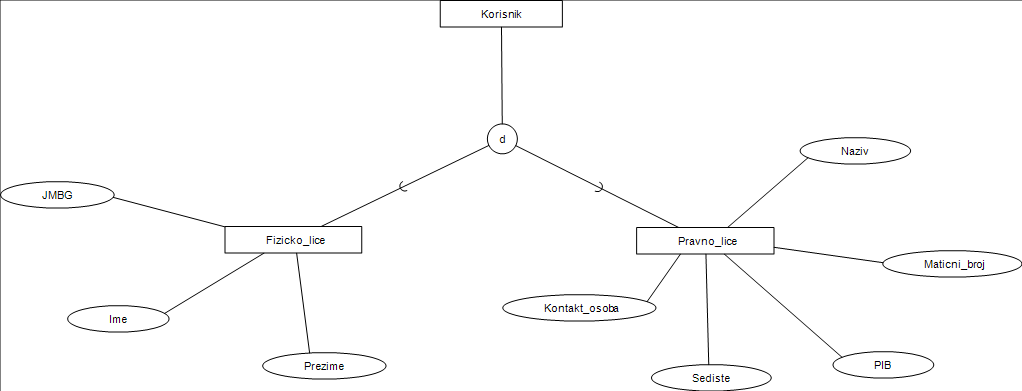 Korisnik
d
Naziv
JMBG
Fizicko_lice
Pravno_lice
Maticni_broj
Kontakt_osoba
Ime
Prezime
PIB
Sediste